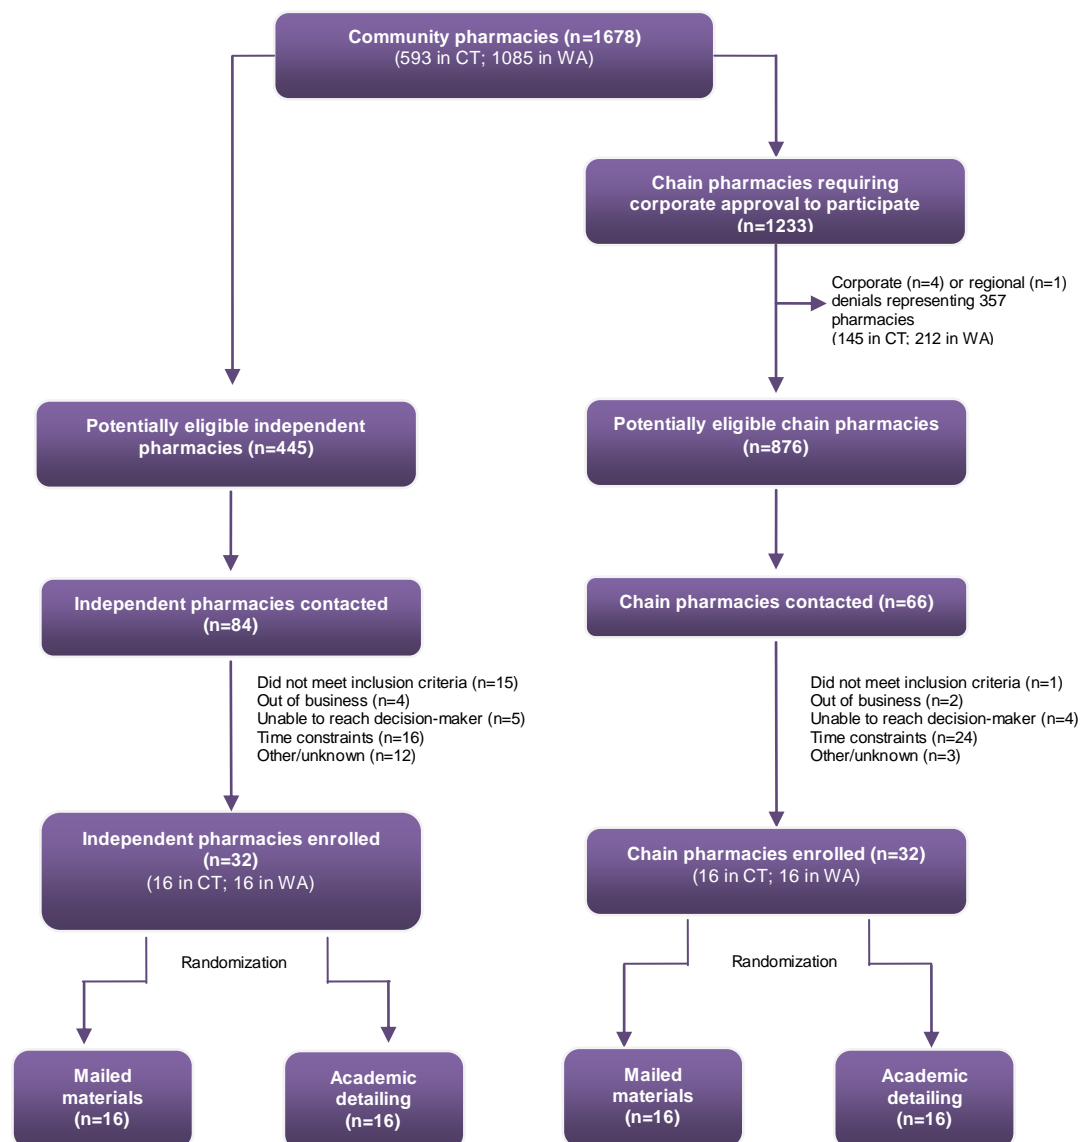 Community pharmacies (n=1678)
(593 in CT; 1085 in WA)
Chain pharmacies requiring
corporate approval to participate
(n=1233)
Corporate (n=4) or regional (n=1)
denials representing 357
pharmacies
(145 in CT; 212 in WA)
Potentially eligible independent
pharmacies (n=445)
Potentially eligible chain pharmacies
(n=876)
Independent pharmacies contacted
(n=84)
Chain pharmacies contacted (n=66)
Did not meet inclusion criteria (n=15)
Out of business (n=4)
Unable to reach decision-maker (n=5)
Time constraints (n=16)
Other/unknown (n=12)
Did not meet inclusion criteria (n=1)
Out of business (n=2)
Unable to reach decision-maker (n=4)
Time constraints (n=24)
Other/unknown (n=3)
Independent pharmacies enrolled
(n=32)
(16 in CT; 16 in WA)
Chain pharmacies enrolled (n=32)
(16 in CT; 16 in WA)
Randomization
Randomization
Mailed
materials
(n=16)
Academic
detailing
(n=16)
Mailed
materials
(n=16)
Academic
detailing
(n=16)